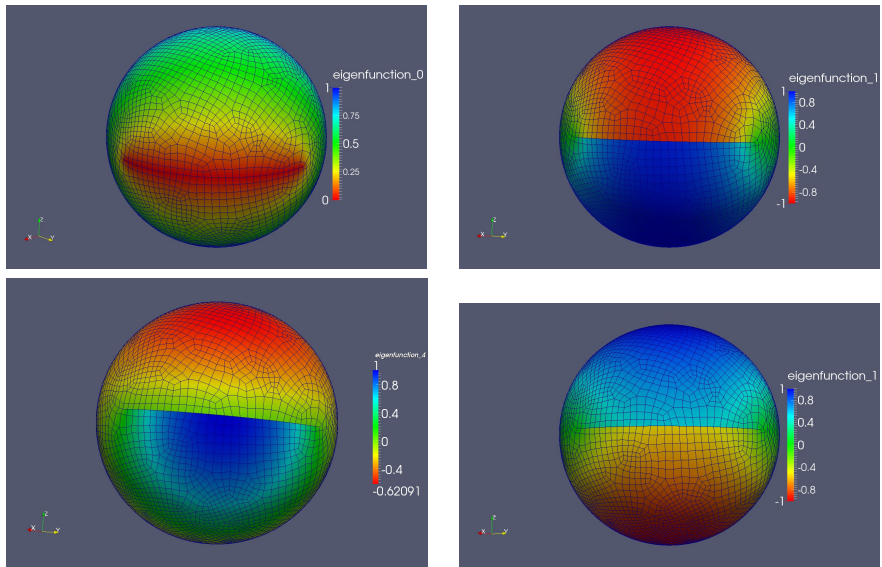 eigenfunction_0
1
0.75
0.5
0.25
0
z
x
y
eigenfunction_1
1
0.8
0.4
0
-0.4
-0.8
-1
z
x
y
eigenfunction_4
1
0.8
0.4
0
-0.4
-0.62091
z
x
y
eigenfunction_1
1
0.8
0.4
0
-0.4
-0.8
-1
z
x
y